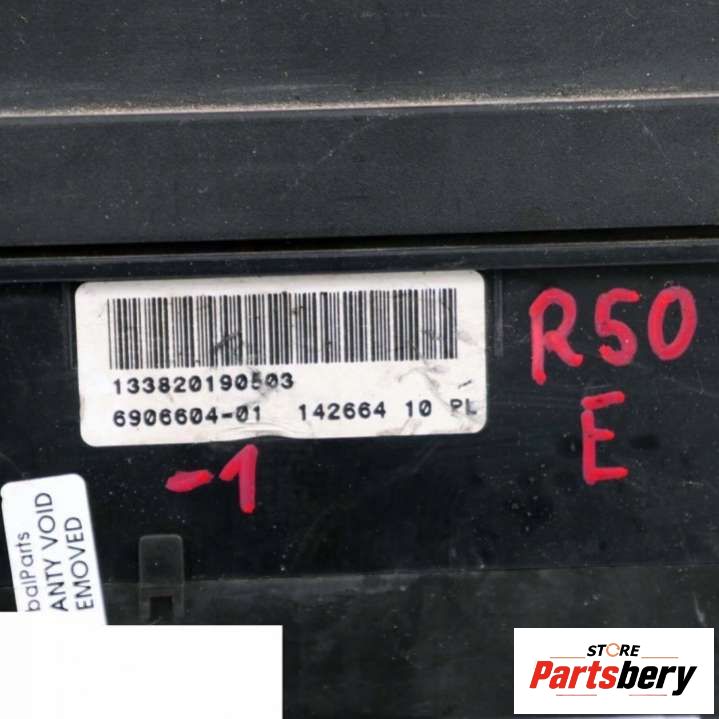 133820190503
6906604-01 142664 10 PL
R50
E
-1
balParts
ANTY VOID
EMOVED
STORE
Partsbery